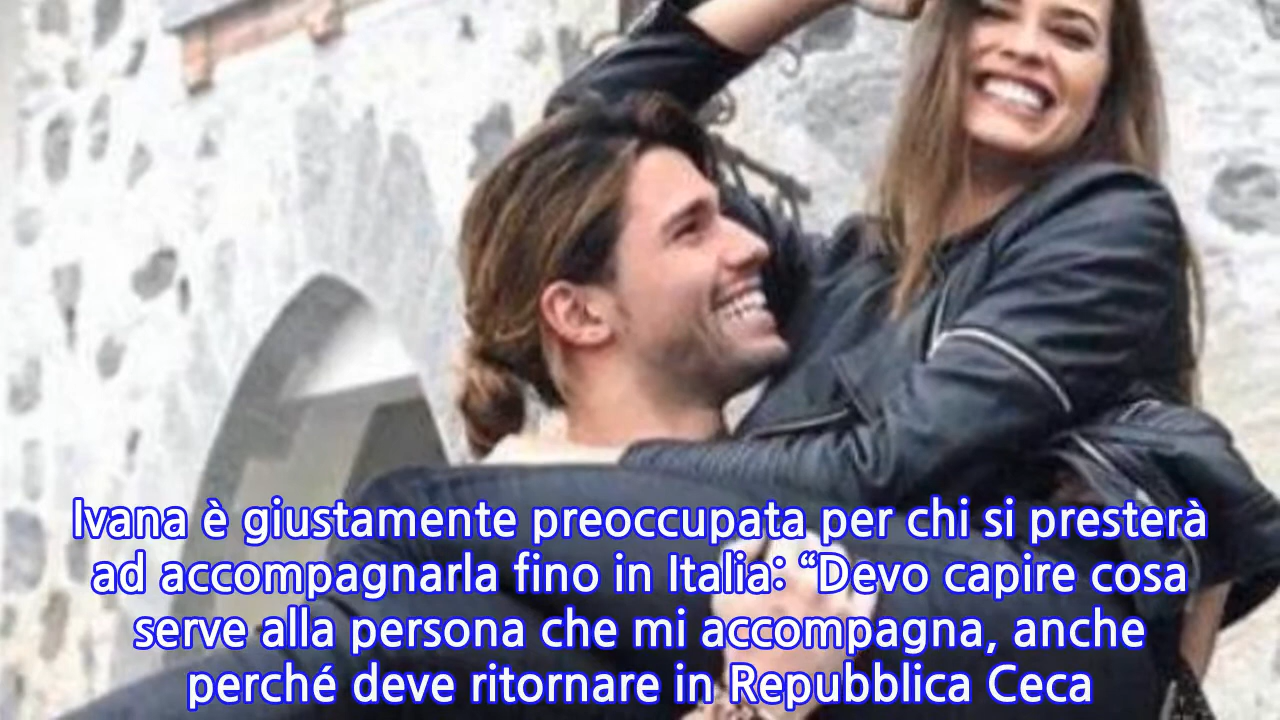 Ivana è giustamente preoccupata per chi si presterà
ad accompagnarla fino in Italia: “Devo capire cosa
serve alla persona che mi accompagna, anche
perché deve ritornare in Repubblica Ceca